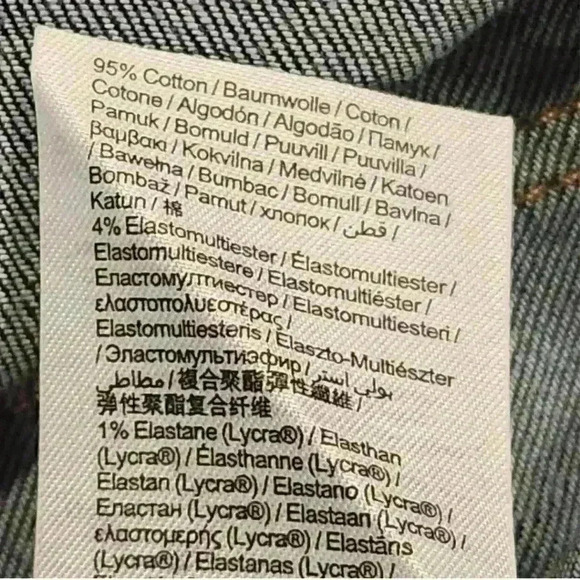 95% Cotton / Baumwolle / Coton /
Cotone / Algodón / Algodão / Памук /
Pamuk / Bomuld / Puuvill / Puuvilla /
βαμβακι / Kokvilna / Medvilnė / Katoen
/ Bawełna / Bumbac / Bomull / Bavlna /
Bombaž / Pamut / хлопок / قطن /
Katun / 棉
4% Elastomultiester / Élastomultiester /
Elastomultiestere / Elastomultiéster /
Еластомултиестер / Elastomultiesteri /
ελαστοπολυεστέρας /
Elastomultiesteris / Elaszto-Multiészter
/ Эластомультиэфир / بولي استر
مطاطي / 複合聚酯彈性纖維 /
弹性聚酯复合纤维
1% Elastane (Lycra®) / Elasthan
(Lycra®) / Élasthanne (Lycra®) /
Elastan (Lycra®) / Elastano (Lycra®) /
Еластан (Lycra®) / Elastaan (Lycra®) /
ελαστομερής (Lycra®) / Elastāns
(Lycra®) / Elastanas (Lycra®) /